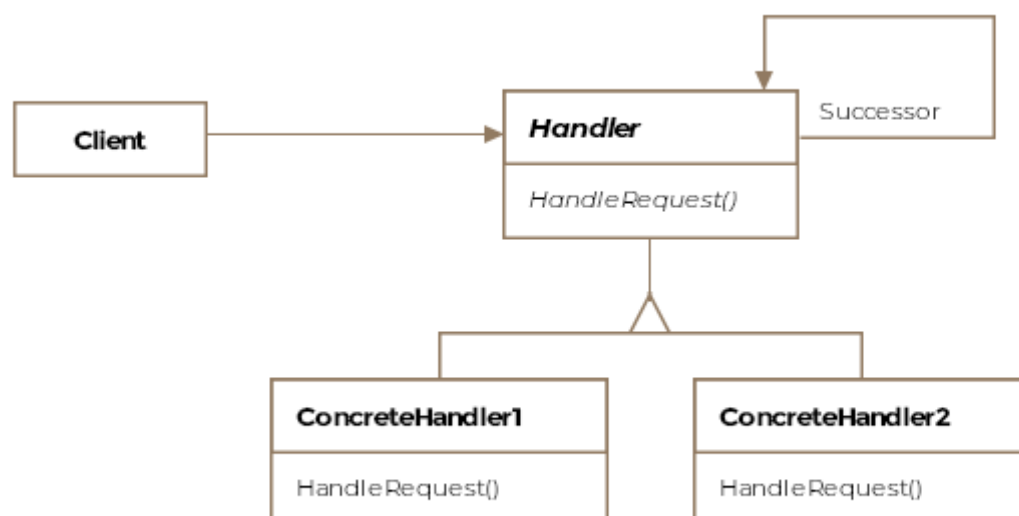 Successor
Client
Handler
HandleRequest()
ConcreteHandler1
ConcreteHandler2
HandleRequest()
HandleRequest()